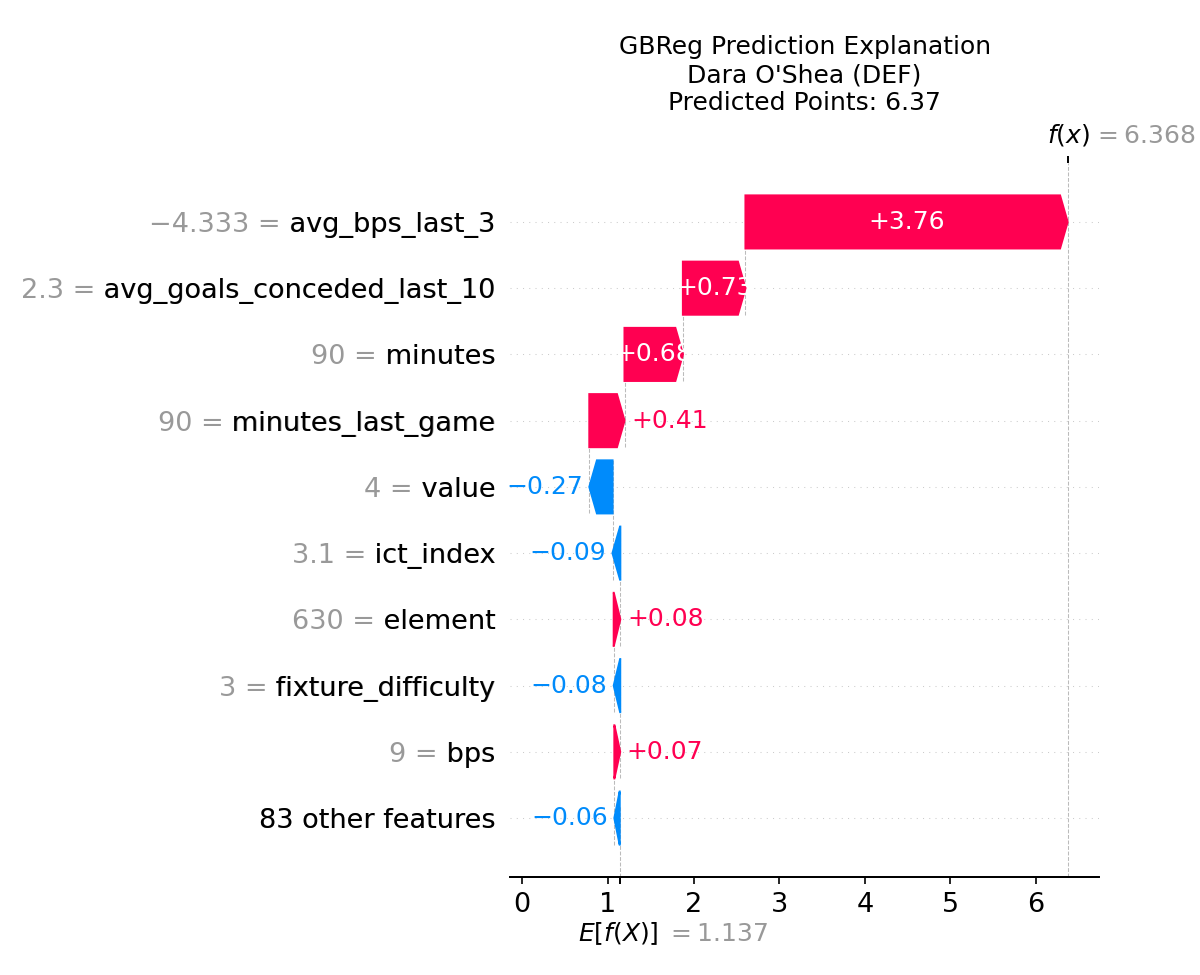 GBReg Prediction Explanation
Dara O'Shea (DEF)
Predicted Points: 6.37
f(x) = 6.368
−4.333 = avg_bps_last_3 +3.76
2.3 = avg_goals_conceded_last_10 +0.73
90 = minutes +0.68
90 = minutes_last_game +0.41
4 = value −0.27
3.1 = ict_index −0.09
630 = element +0.08
3 = fixture_difficulty −0.08
9 = bps +0.07
83 other features −0.06
0 1 2 3 4 5 6
E[f(X)] = 1.137